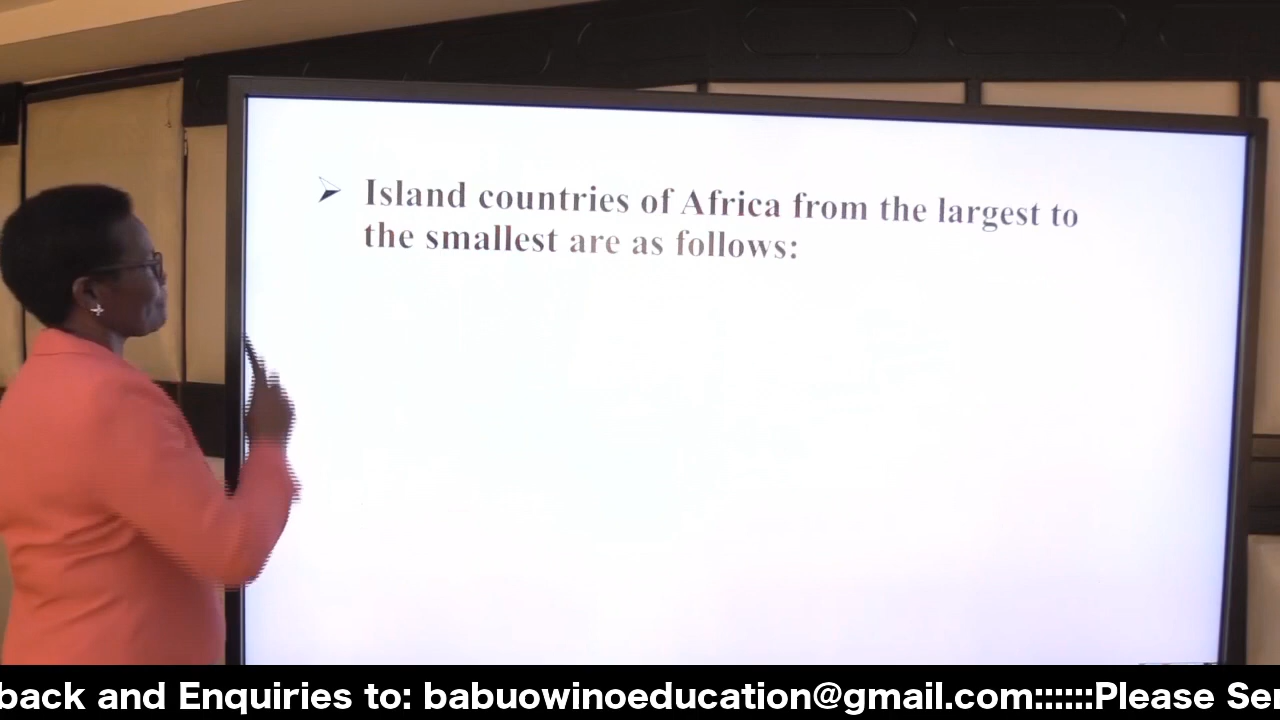 Island countries of Africa from the largest to
the smallest are as follows:
back and Enquiries to: babuowinoeducation@gmail.com::::::Please